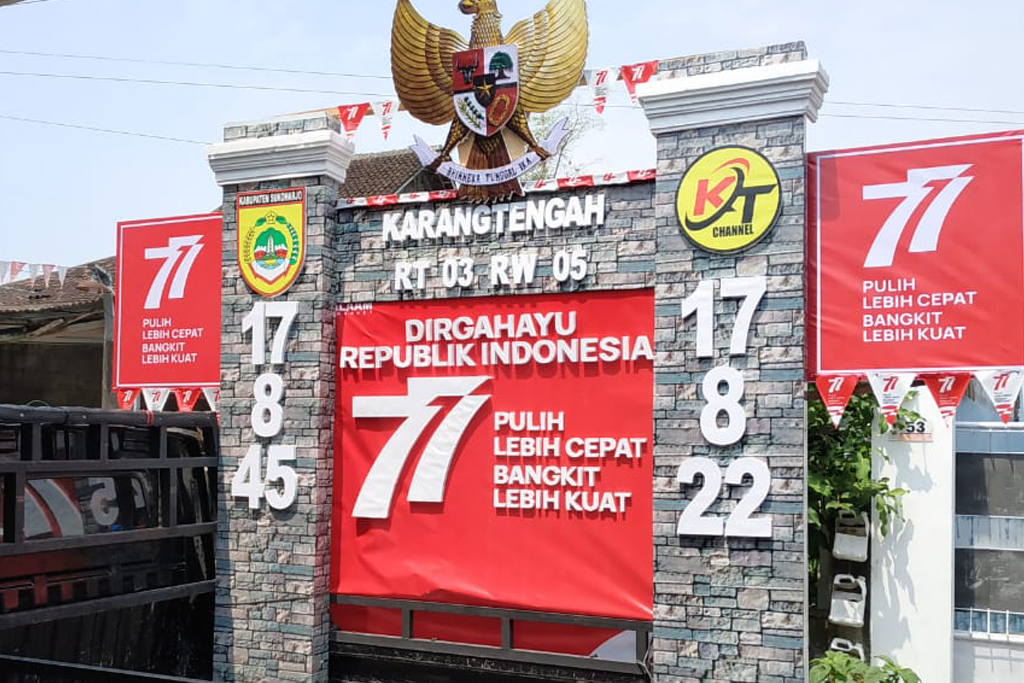 BHINNEKA TUNGGAL IKA
KABUPATEN SUKOHARJO
KARANGTENGAH
RT 03 RW 05
KT
CHANNEL
17
8
45
DIRGAHAYU
REPUBLIK INDONESIA
77
PULIH
LEBIH CEPAT
BANGKIT
LEBIH KUAT
17
8
22
77
PULIH
LEBIH CEPAT
BANGKIT
LEBIH KUAT
77
PULIH
LEBIH CEPAT
BANGKIT
LEBIH KUAT
53